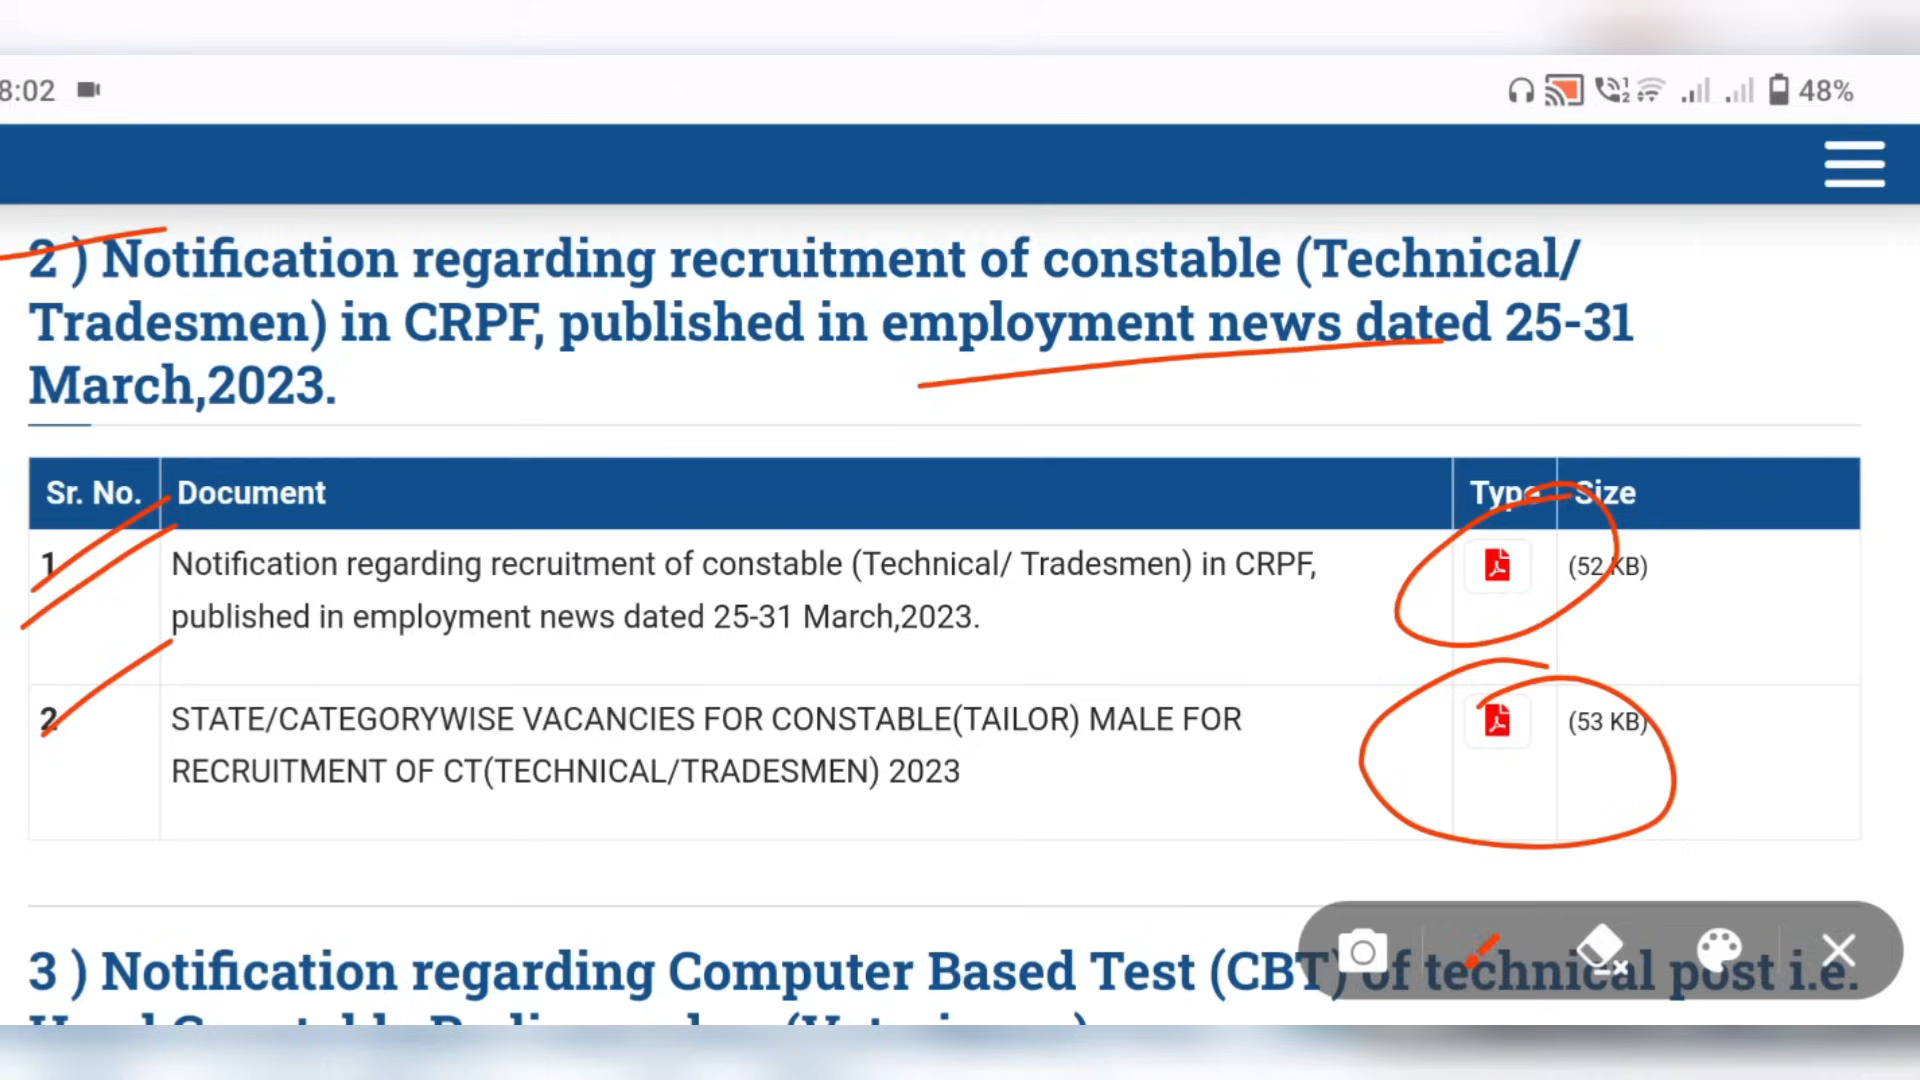 8:02
48%
2 ) Notification regarding recruitment of constable (Technical/
Tradesmen) in CRPF, published in employment news dated 25-31
March,2023.
Sr. No. Document Type Size
1 Notification regarding recruitment of constable (Technical/ Tradesmen) in CRPF, (52 KB)
published in employment news dated 25-31 March,2023.
2 STATE/CATEGORYWISE VACANCIES FOR CONSTABLE(TAILOR) MALE FOR (53 KB)
RECRUITMENT OF CT(TECHNICAL/TRADESMEN) 2023
3 ) Notification regarding Computer Based Test (CBT) of technical post i.e.